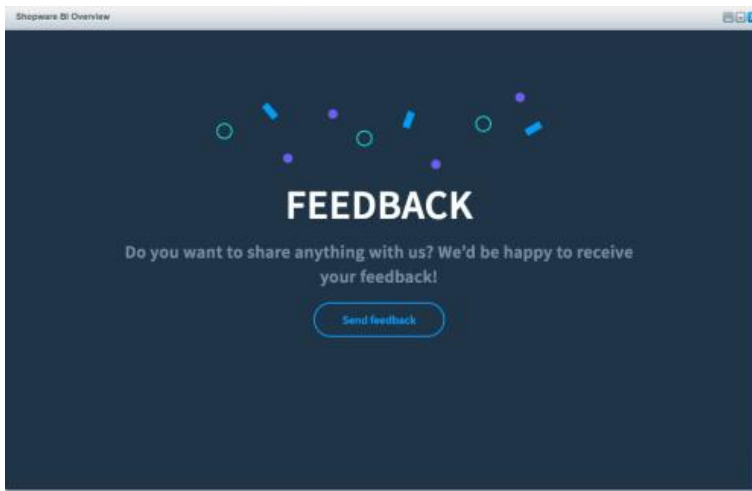 Shopware BI Overview
FEEDBACK
Do you want to share anything with us? We'd be happy to receive
your feedback!
Send feedback